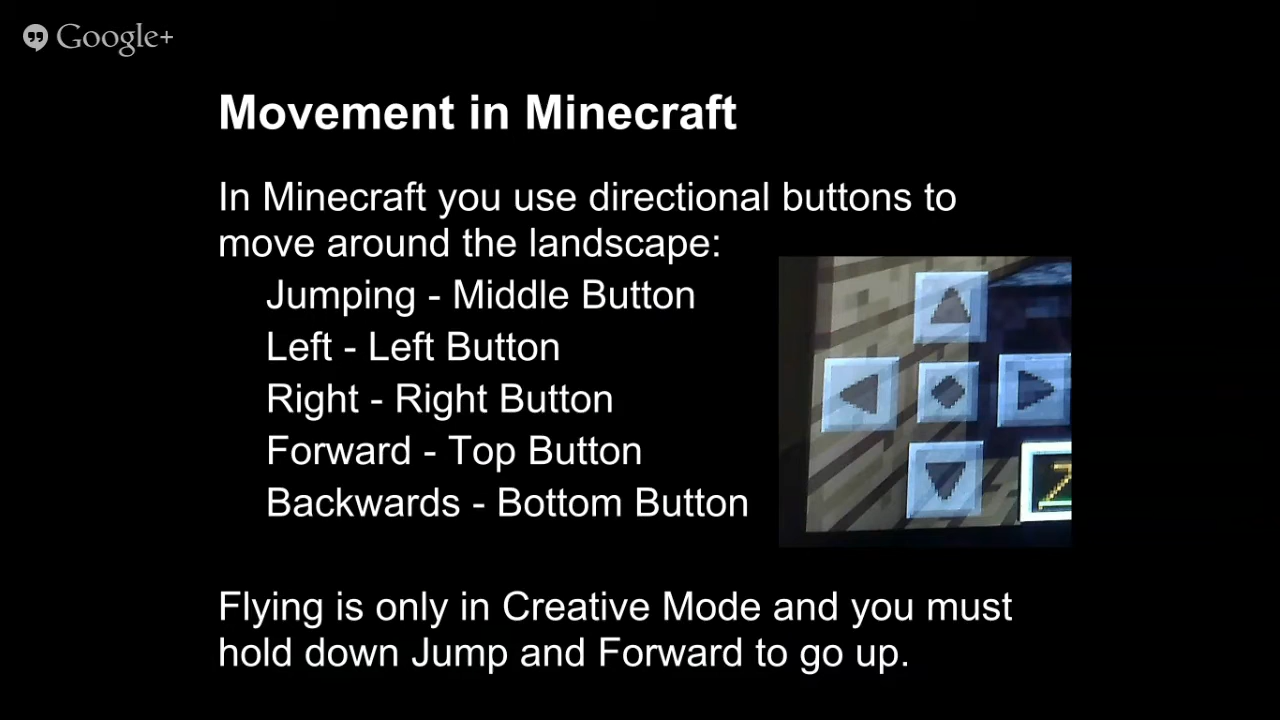 Google+
Movement in Minecraft
In Minecraft you use directional buttons to
move around the landscape:
Jumping - Middle Button
Left - Left Button
Right - Right Button
Forward - Top Button
Backwards - Bottom Button
Flying is only in Creative Mode and you must
hold down Jump and Forward to go up.